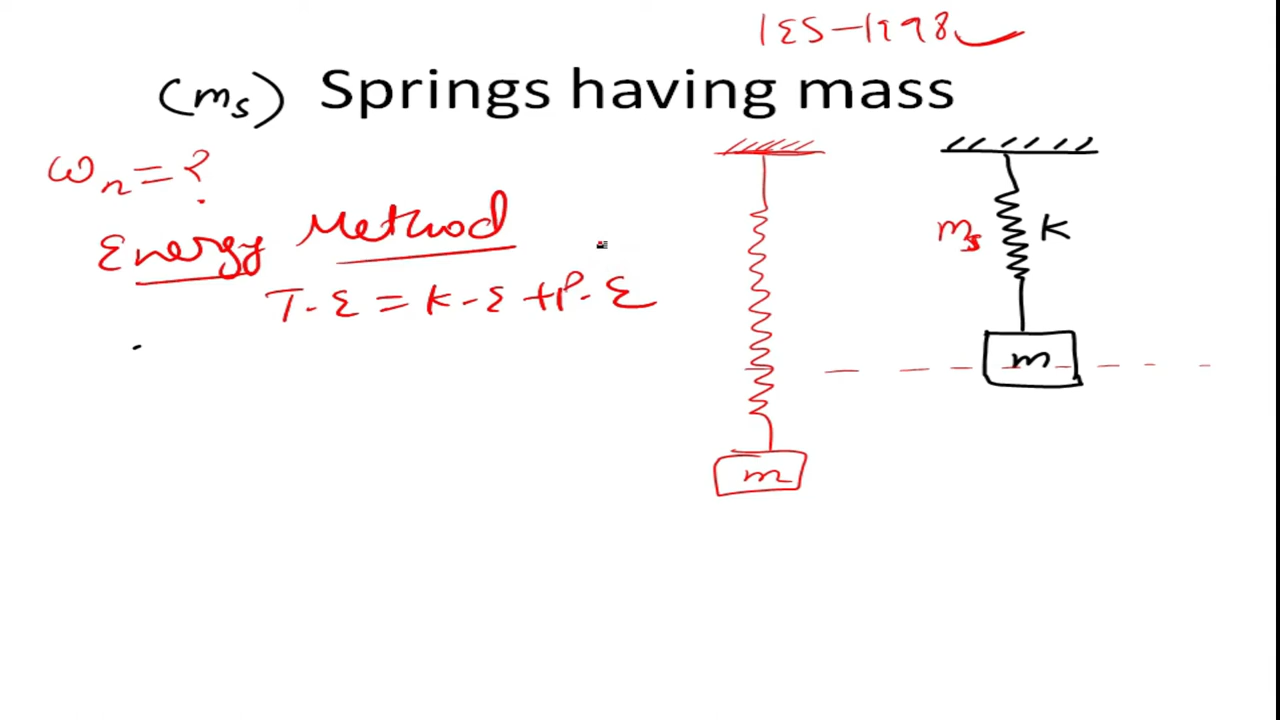 IES-1998
(ms) Springs having mass
ωn = ?
Energy Method
T.E = K.E + P.E
ms K
m
m